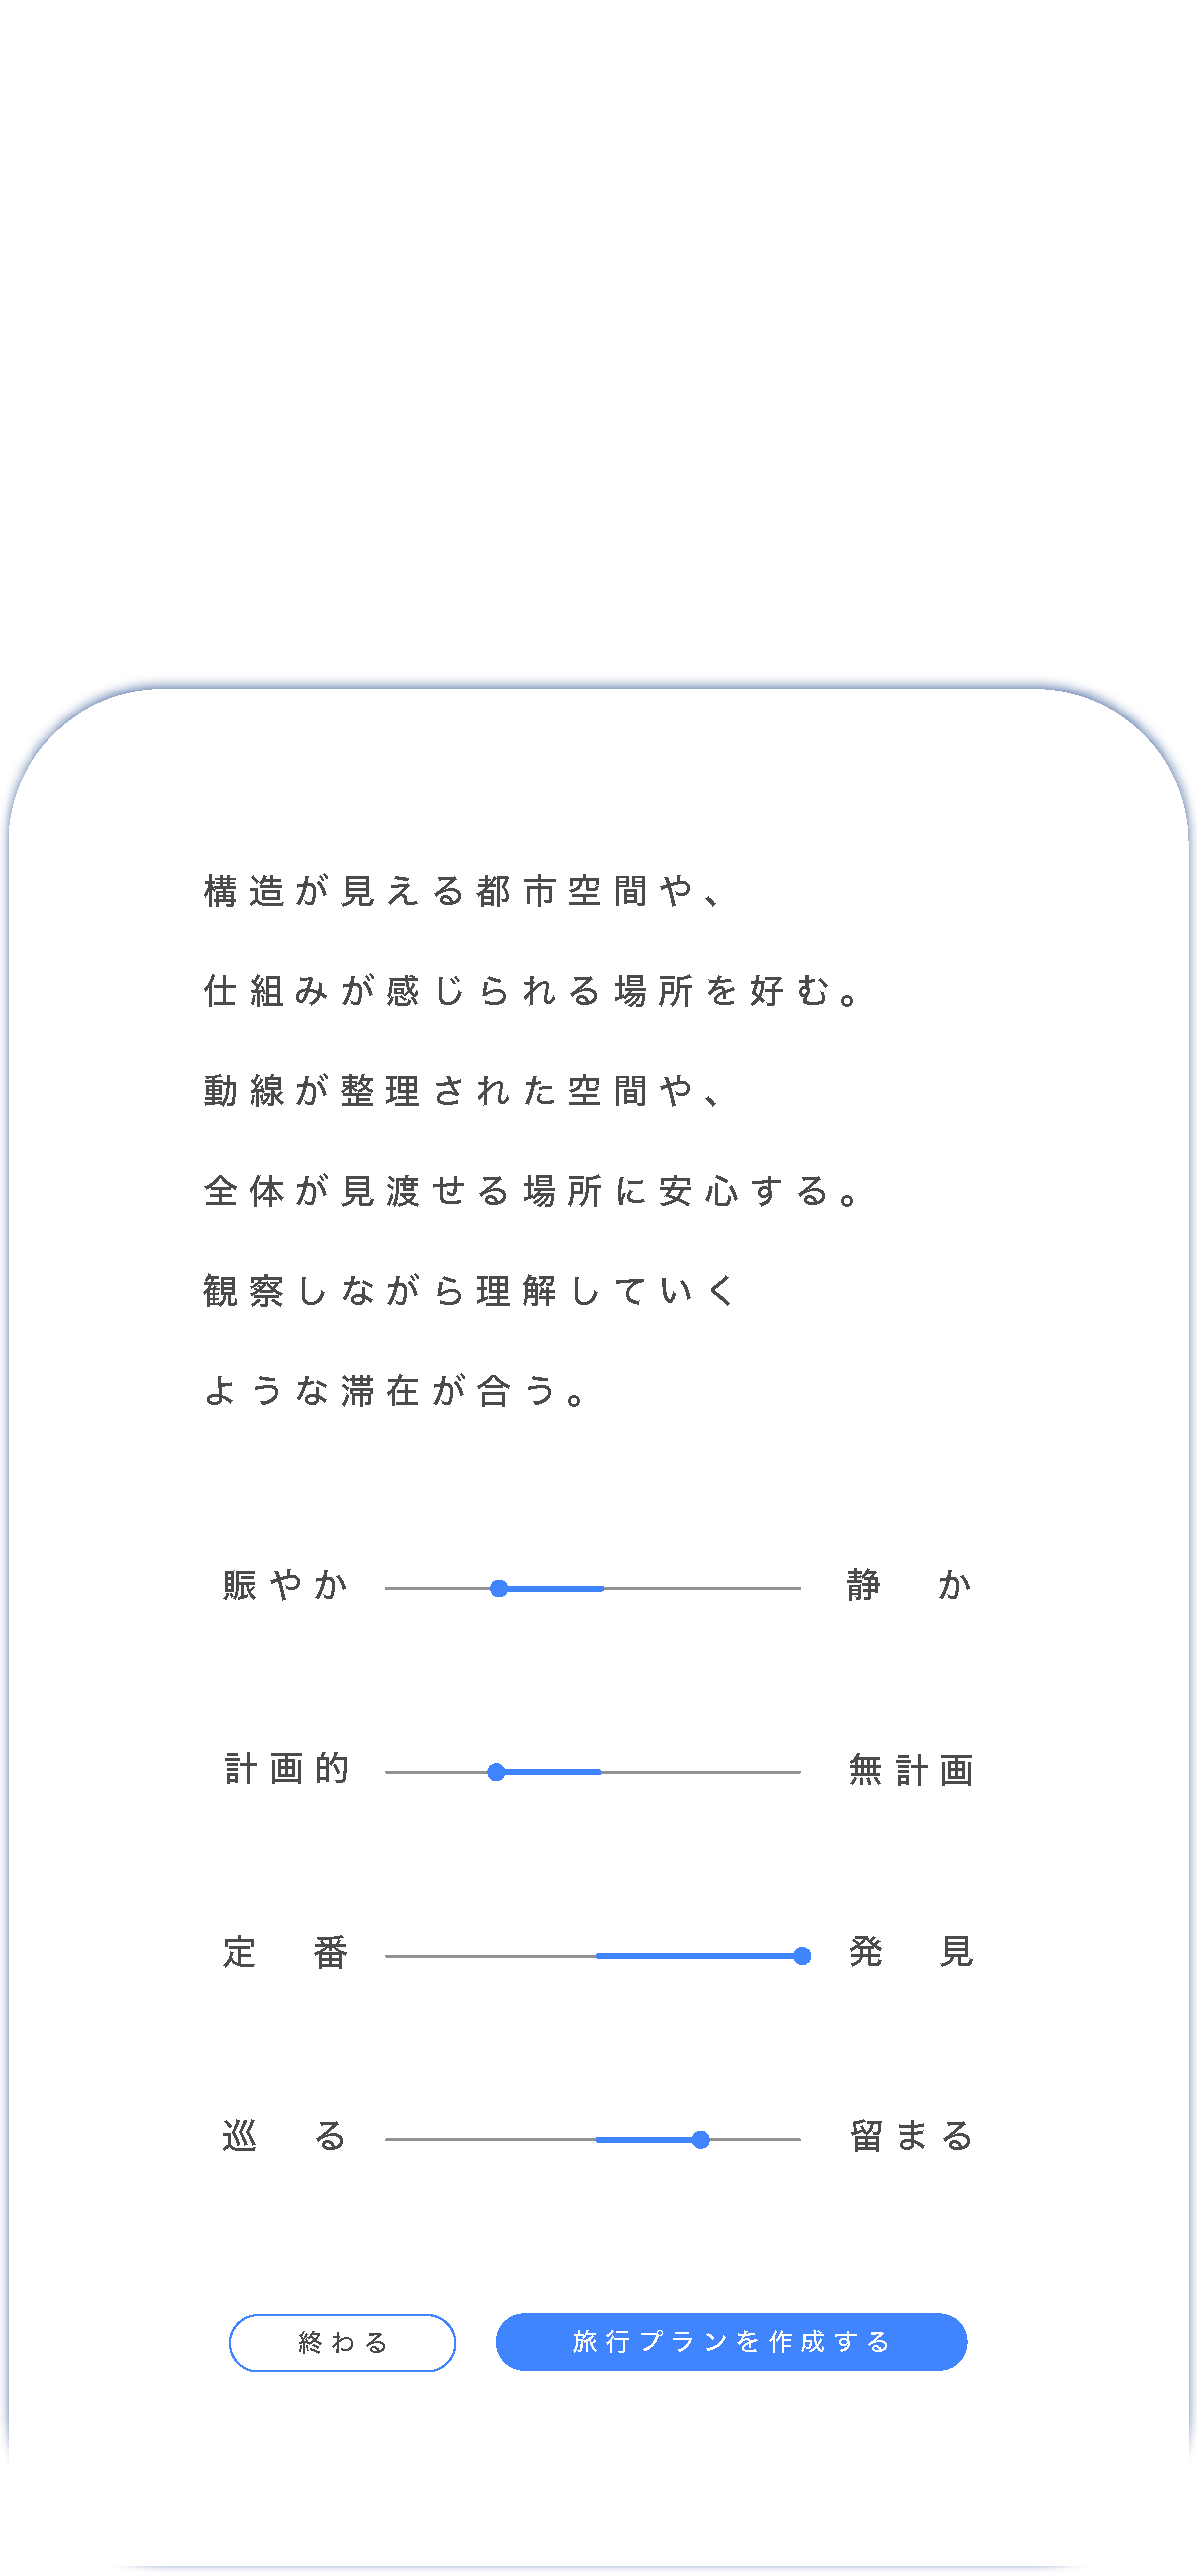 構造が見える都市空間や、
仕組みが感じられる場所を好む。
動線が整理された空間や、
全体が見渡せる場所に安心する。
観察しながら理解していく
ような滞在が合う。
賑やか 静か
計画的 無計画
定番 発見
巡る 留まる
終わる 旅行プランを作成する